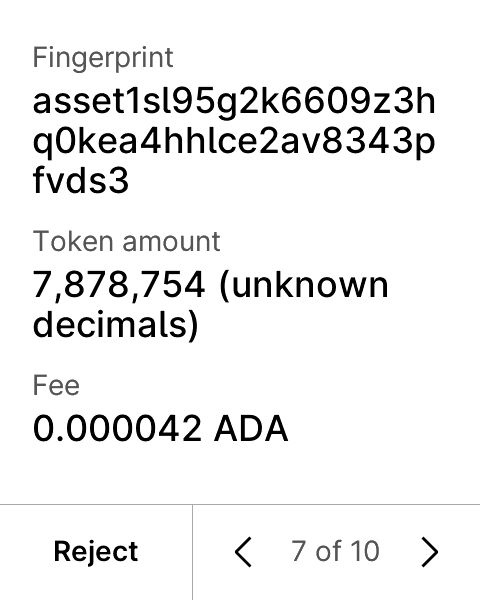 Fingerprint
asset1sl95g2k6609z3h
q0kea4hhlce2av8343p
fvds3
Token amount
7,878,754 (unknown
decimals)
Fee
0.000042 ADA
Reject
7 of 10